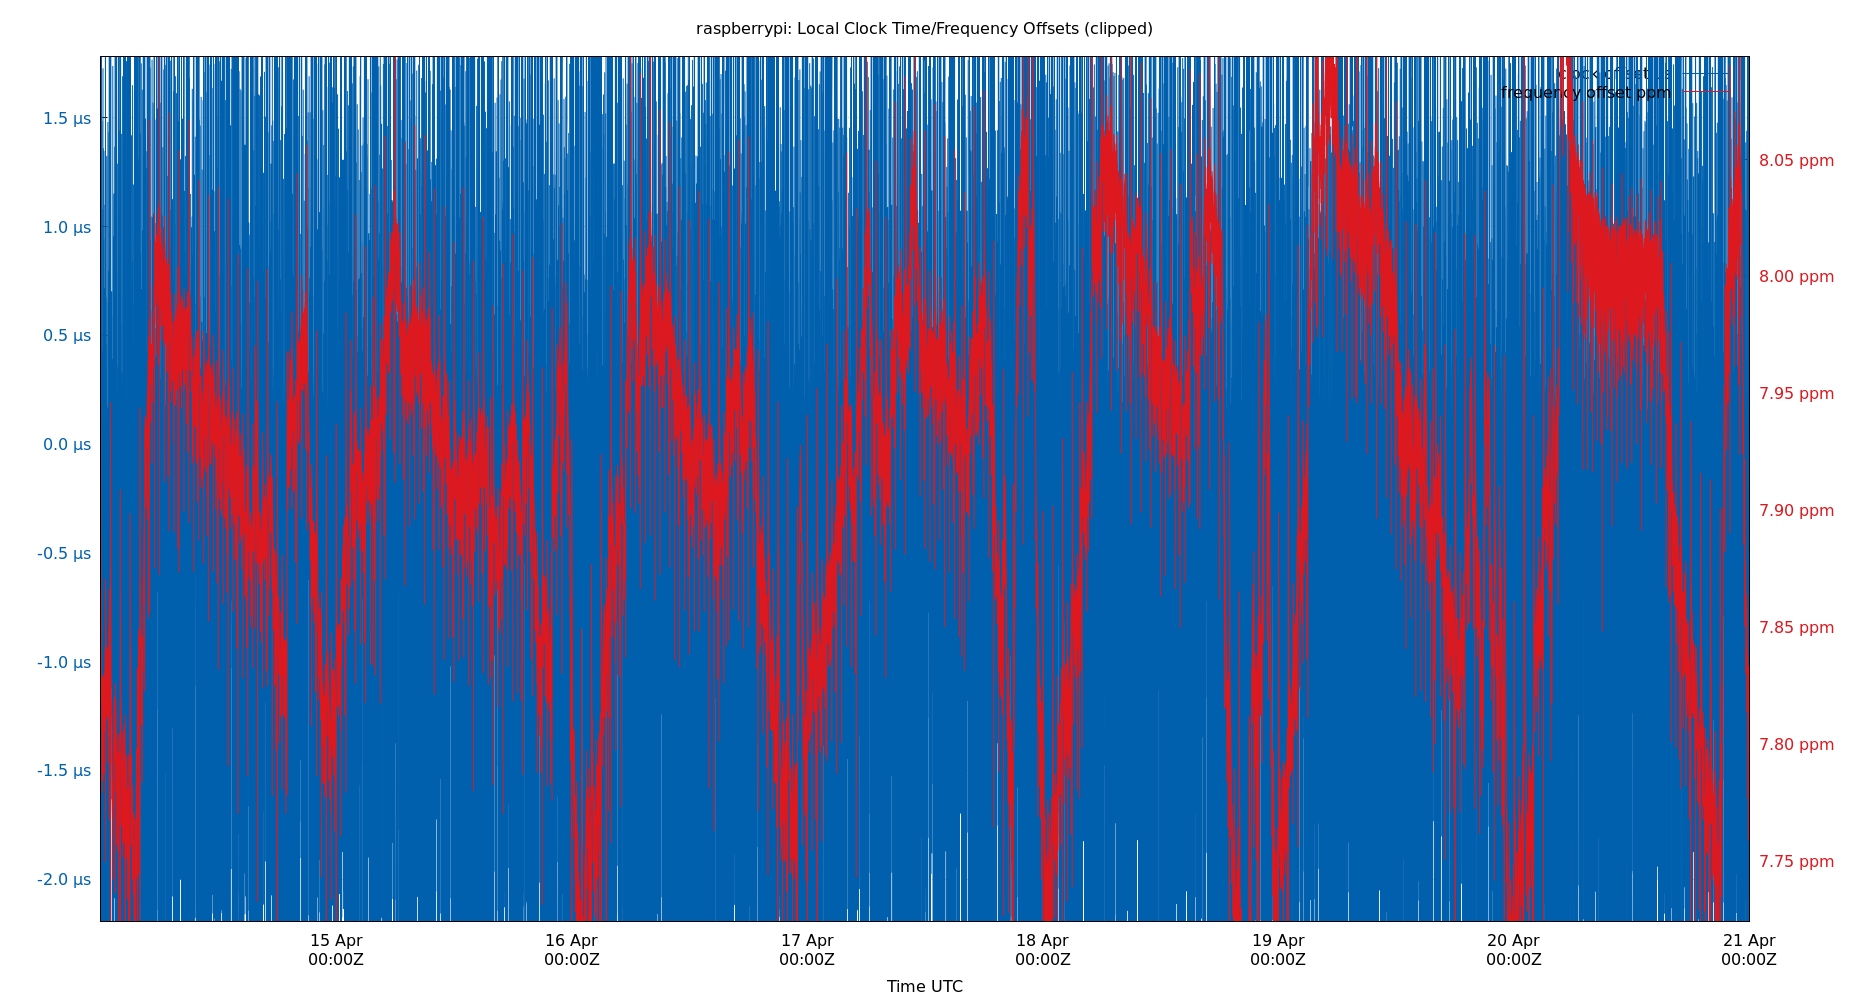 raspberrypi: Local Clock Time/Frequency Offsets (clipped)
clock offset µs
frequency offset ppm
1.5 µs
1.0 µs
0.5 µs
0.0 µs
-0.5 µs
-1.0 µs
-1.5 µs
-2.0 µs
8.05 ppm
8.00 ppm
7.95 ppm
7.90 ppm
7.85 ppm
7.80 ppm
7.75 ppm
15 Apr
00:00Z
16 Apr
00:00Z
17 Apr
00:00Z
18 Apr
00:00Z
19 Apr
00:00Z
20 Apr
00:00Z
21 Apr
00:00Z
Time UTC